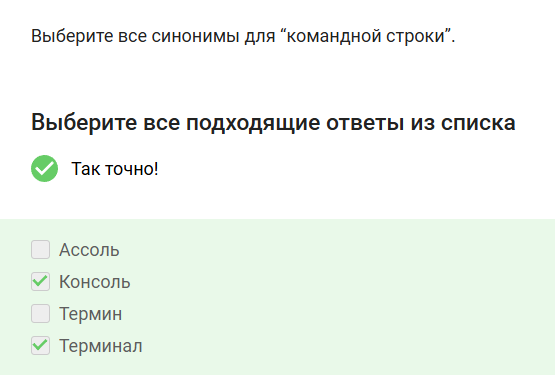 Выберите все синонимы для “командной строки”.
Выберите все подходящие ответы из списка
Так точно!
Ассоль
Консоль
Термин
Терминал